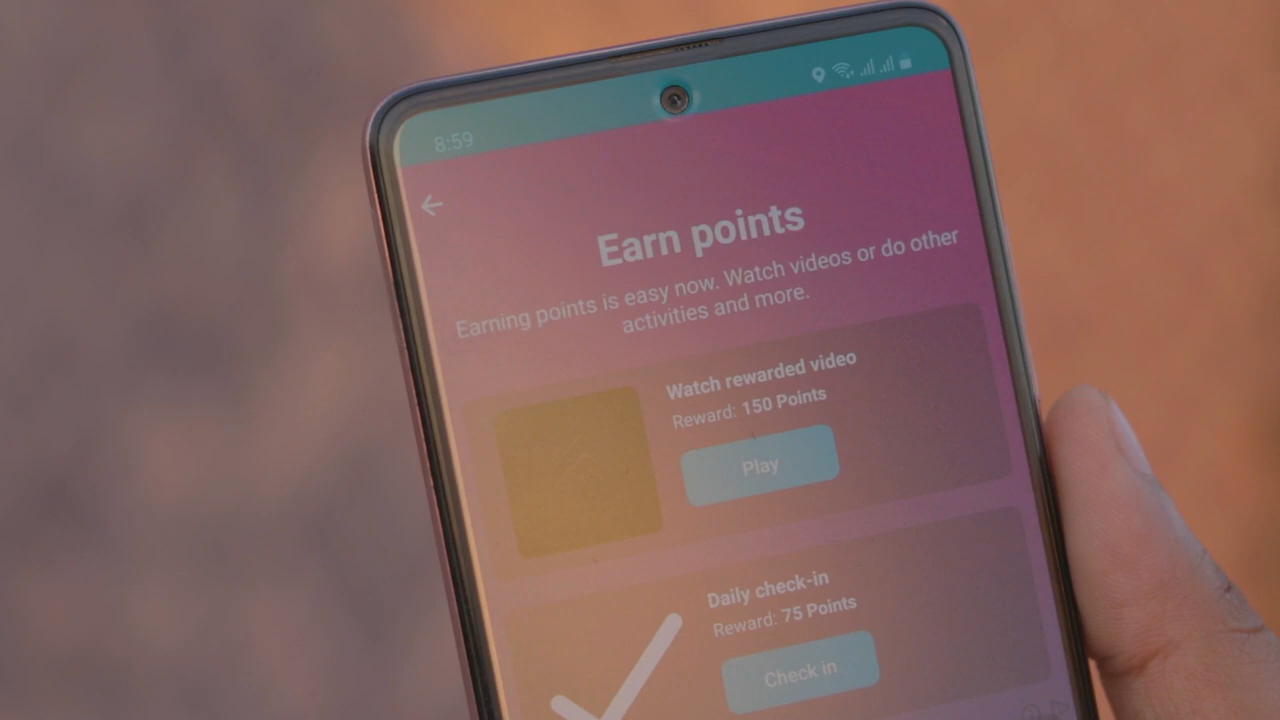 8:59
Earn points
Earning points is easy now. Watch videos or do other
activities and more.
Watch rewarded video
Reward: 150 Points
Play
Daily check-in
Reward: 75 Points
Check in